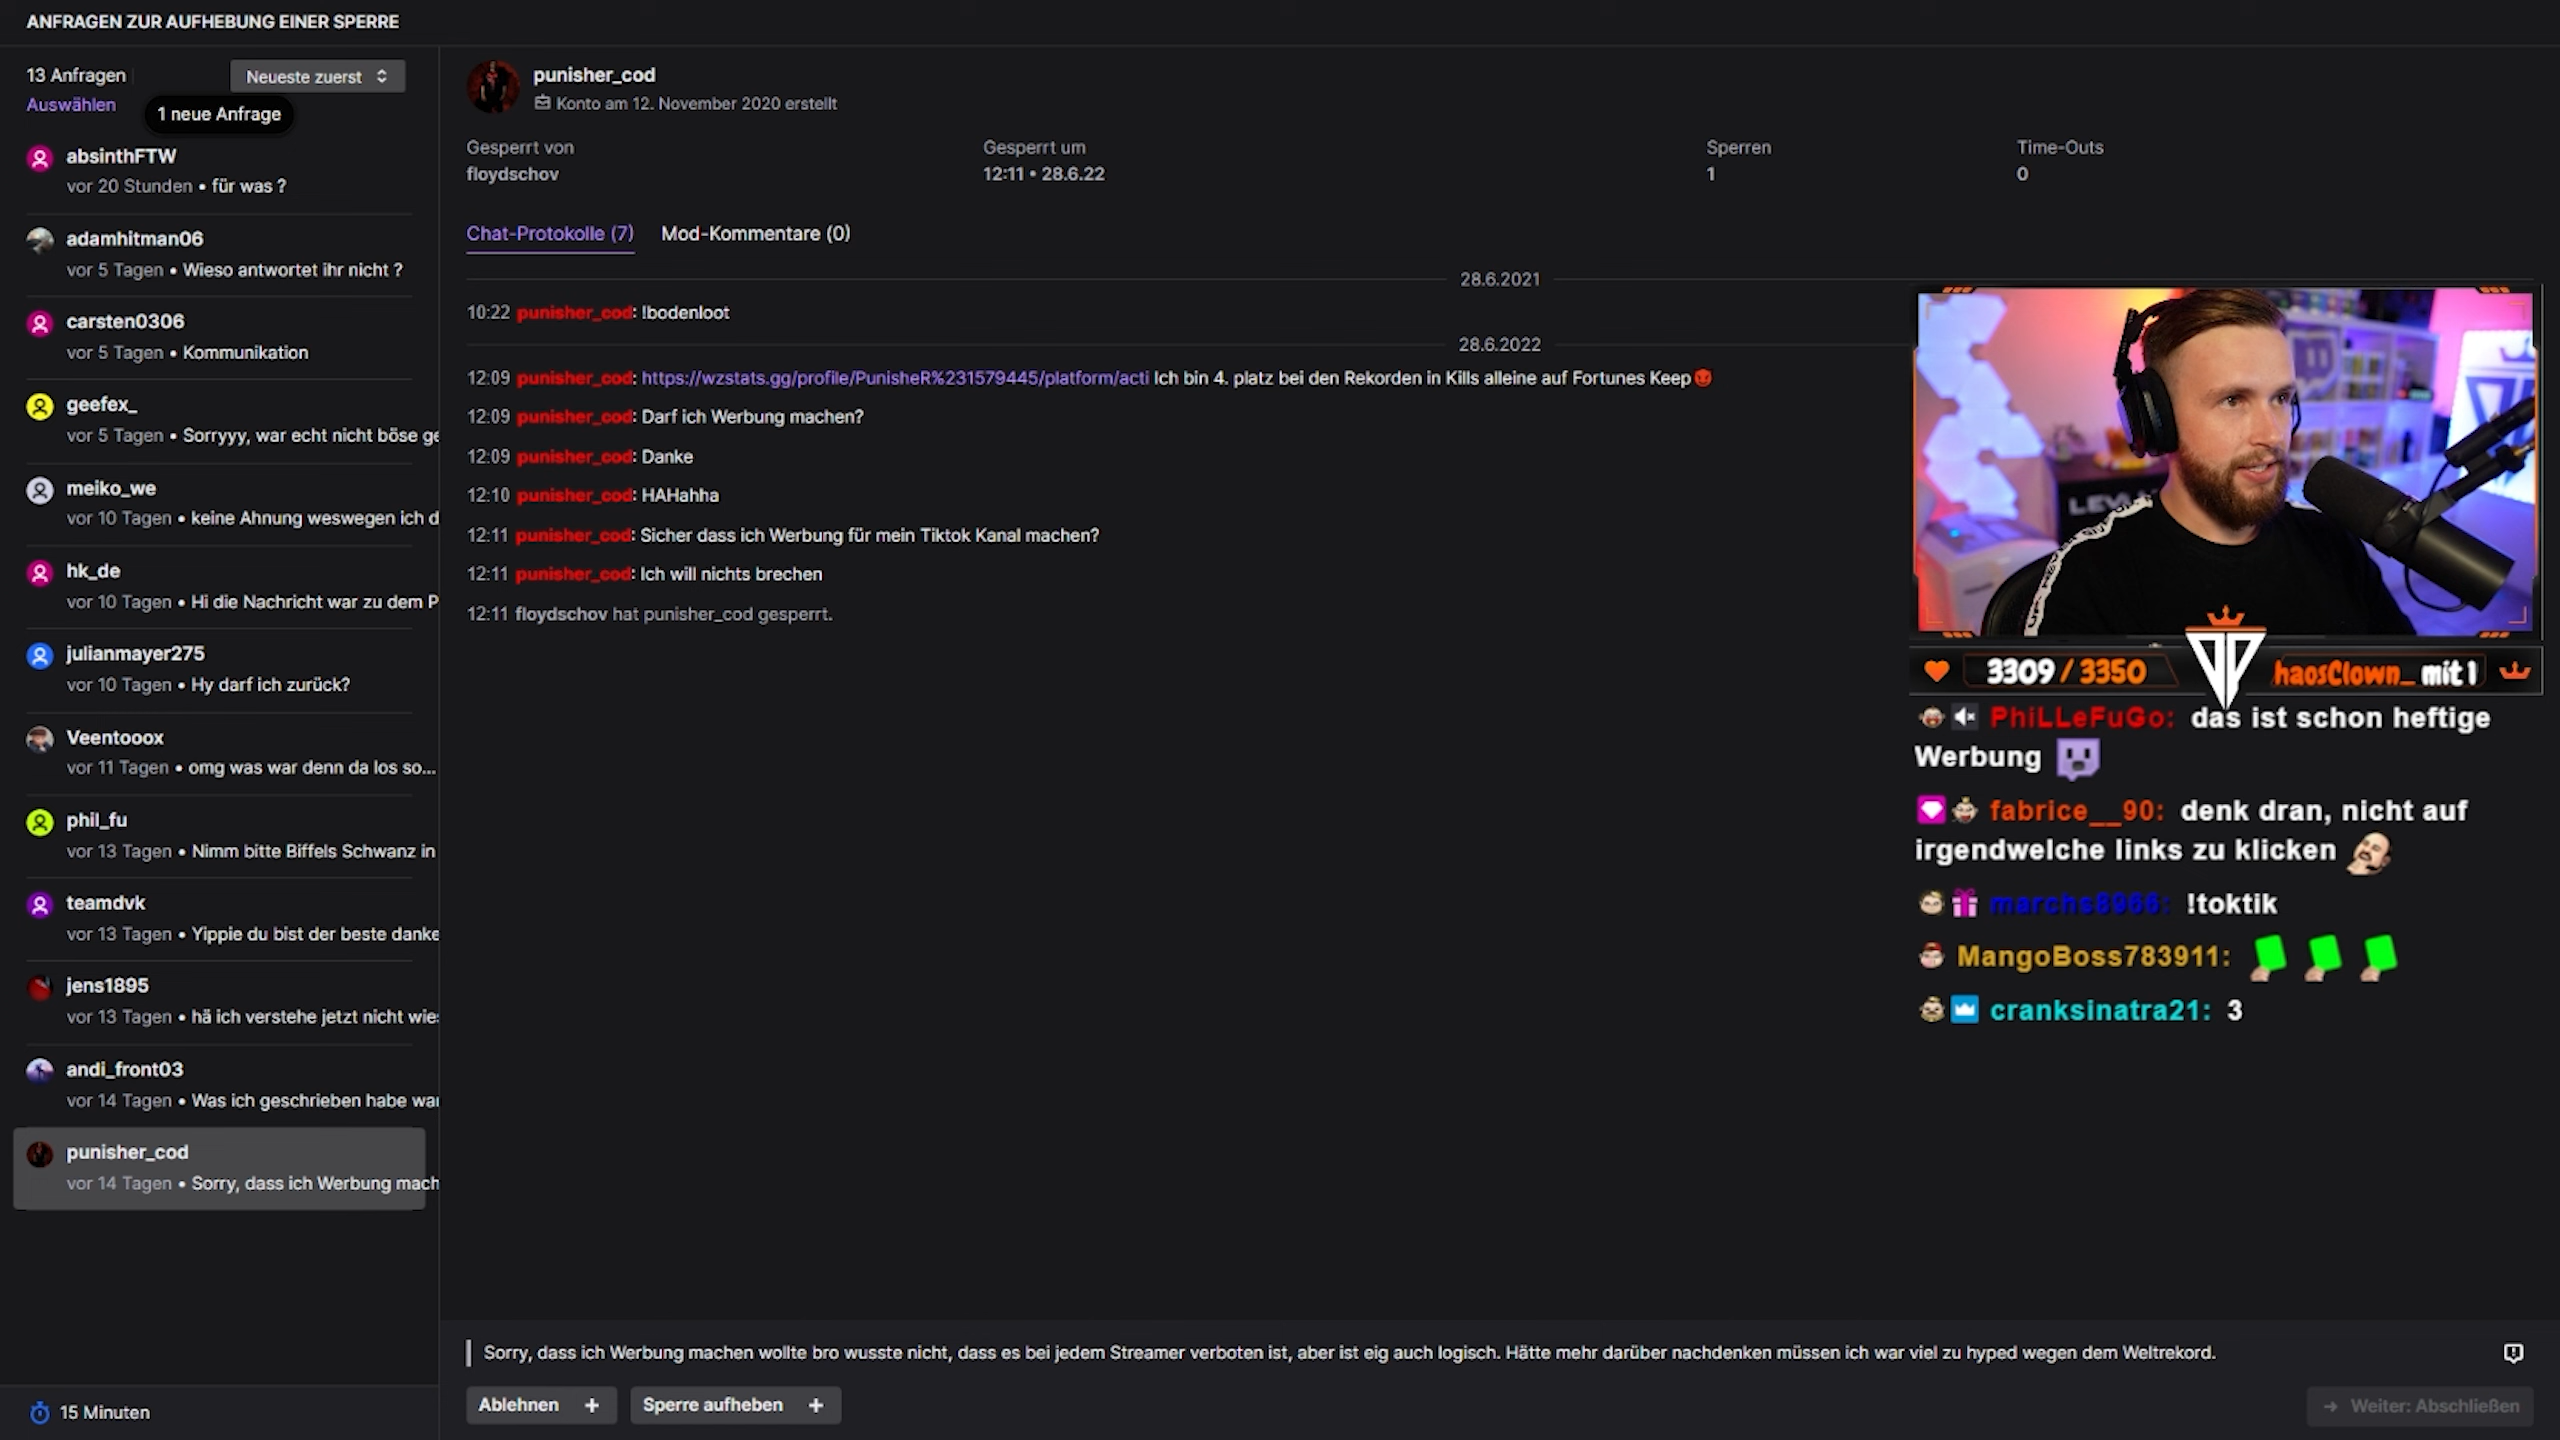 ANFRAGEN ZUR AUFHEBUNG EINER SPERRE
13 Anfragen
Neueste zuerst
Auswählen
1 neue Anfrage
absinthFTW
vor 20 Stunden • für was ?
adamhitman06
vor 5 Tagen • Wieso antwortet ihr nicht ?
carsten0306
vor 5 Tagen • Kommunikation
geefex_
vor 5 Tagen • Sorryyy, war echt nicht böse ge
meiko_we
vor 10 Tagen • keine Ahnung weswegen ich d
hk_de
vor 10 Tagen • Hi die Nachricht war zu dem P
julianmayer275
vor 10 Tagen • Hy darf ich zurück?
Veentooox
vor 11 Tagen • omg was war denn da los so...
phil_fu
vor 13 Tagen • Nimm bitte Biffels Schwanz in
teamdvk
vor 13 Tagen • Yippie du bist der beste danke
jens1895
vor 13 Tagen • hä ich verstehe jetzt nicht wie
andi_front03
vor 14 Tagen • Was ich geschrieben habe war
punisher_cod
vor 14 Tagen • Sorry, dass ich Werbung mach
15 Minuten
punisher_cod
Konto am 12. November 2020 erstellt
Gesperrt von
floydschov
Gesperrt um
12:11 • 28.6.22
Sperren
1
Time-Outs
0
Chat-Protokolle (7)
Mod-Kommentare (0)
28.6.2021
10:22 punisher_cod: !bodenloot
28.6.2022
12:09 punisher_cod: https://wzstats.gg/profile/PunisheR%231579445/platform/acti Ich bin 4. platz bei den Rekorden in Kills alleine auf Fortunes Keep
12:09 punisher_cod: Darf ich Werbung machen?
12:09 punisher_cod: Danke
12:10 punisher_cod: HAHahha
12:11 punisher_cod: Sicher dass ich Werbung für mein Tiktok Kanal machen?
12:11 punisher_cod: Ich will nichts brechen
12:11 floydschov hat punisher_cod gesperrt.
3309 / 3350
haosClown_ mit 1
PhiLLeFuGo: das ist schon heftige
Werbung
fabrice__90: denk dran, nicht auf
irgendwelche links zu klicken
marchs8966: !toktik
MangoBoss783911:
cranksinatra21: 3
Sorry, dass ich Werbung machen wollte bro wusste nicht, dass es bei jedem Streamer verboten ist, aber ist eig auch logisch. Hätte mehr darüber nachdenken müssen ich war viel zu hyped wegen dem Weltrekord.
Ablehnen +
Sperre aufheben +
Weiter: Abschließen